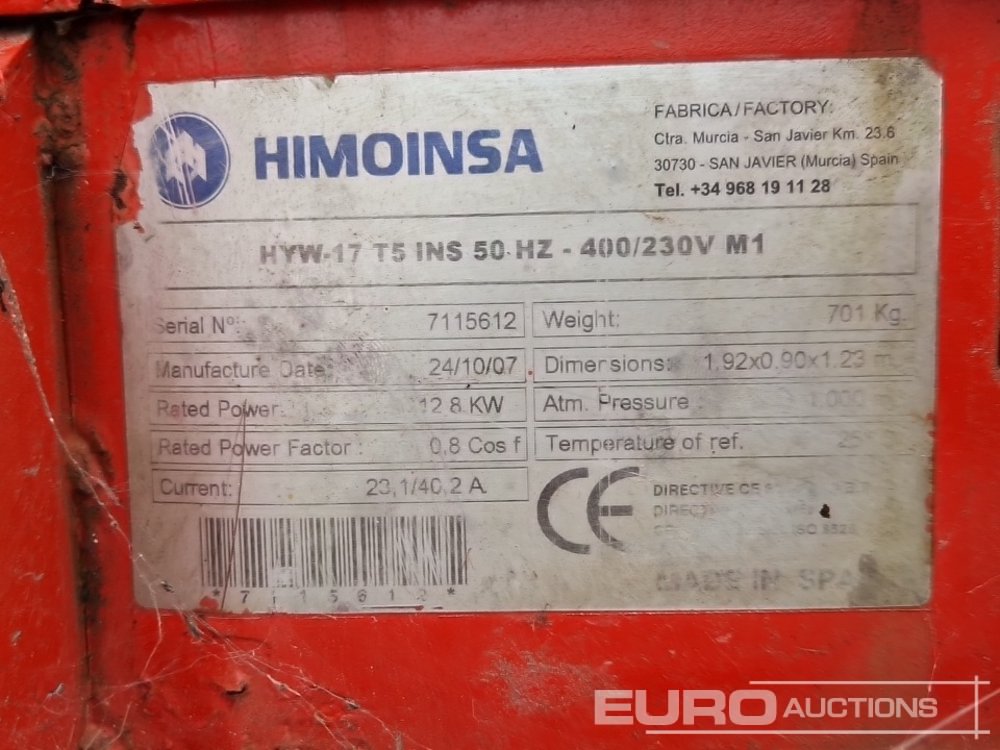 HIMOINSA
FABRICA/FACTORY:
Ctra. Murcia - San Javier Km. 23.6
30730 - SAN JAVIER (Murcia) Spain
Tel. +34 968 19 11 28
HYW-17 T5 INS 50 HZ - 400/230V M1
Serial Nº: 7115612
Manufacture Date: 24/10/07
Rated Power: 12.8 KW
Rated Power Factor : 0,8 Cos f
Current: 23,1/40,2 A
Weight: 701 Kg.
Dimensions: 1.92x0.90x1.23 m
Atm. Pressure :
Temperature of ref. 25
CE
DIRECTIVE
*7115612*
MADE IN SPA
EURO AUCTIONS